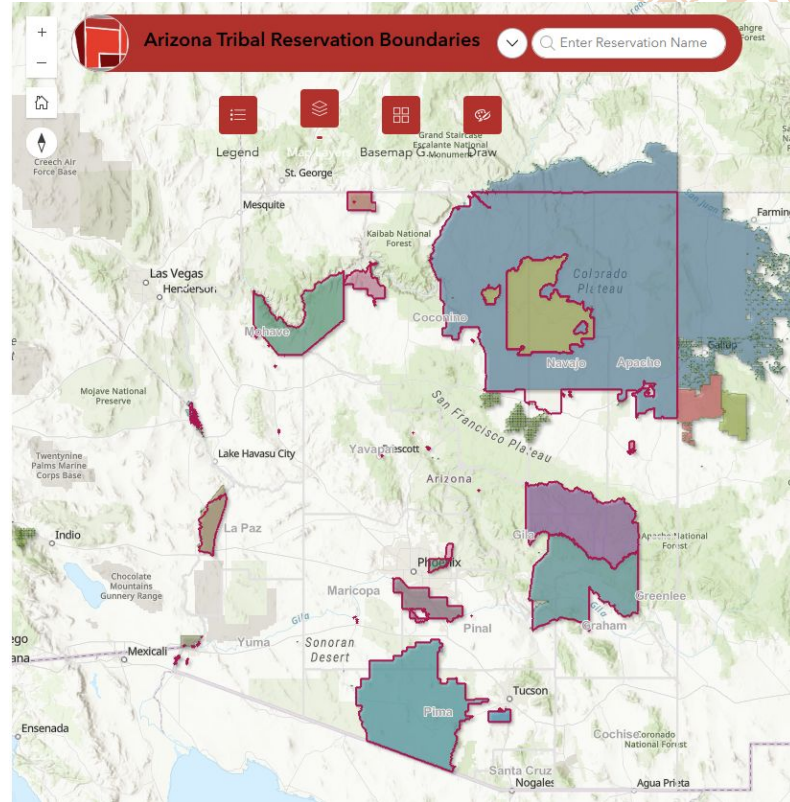 +
−
Arizona Tribal Reservation Boundaries
Enter Reservation Name
Legend
Basemap G...
Draw
Creech Air
Force Base
Grand Staircase
Escalante National
Monument
St. George
Mesquite
Kaibab National
Forest
Farming
Las Vegas
Henderson
Mohave
Coconino
Colorado
Plateau
Navajo
Apache
Gallup
Mojave National
Preserve
San Francisco Plateau
Lake Havasu City
Yavapai
Prescott
Twentynine
Palms Marine
Corps Base
Arizona
Indio
La Paz
Gila
Apache National
Forest
Phoenix
Chocolate
Mountains
Gunnery Range
Maricopa
Greenlee
Gila
Gila
Graham
Pinal
Yuma
Sonoran
Desert
Mexicali
Pima
Tucson
Ensenada
Cochise
Coronado
National Forest
Santa Cruz
Nogales
Agua Prieta